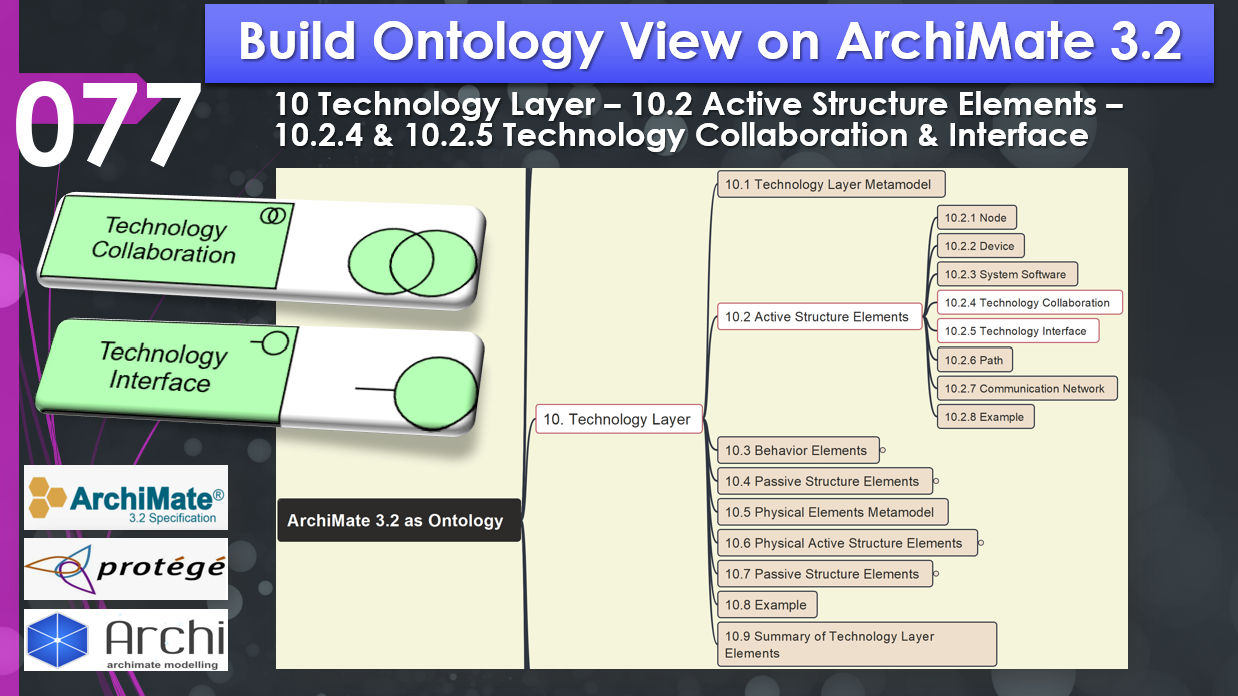 Build Ontology View on ArchiMate 3.2
077
10 Technology Layer – 10.2 Active Structure Elements –
10.2.4 & 10.2.5 Technology Collaboration & Interface
Technology
Collaboration
Technology
Interface
ArchiMate®
3.2 Specification
protégé
Archi
archimate modelling
ArchiMate 3.2 as Ontology
10. Technology Layer
10.1 Technology Layer Metamodel
10.2 Active Structure Elements
10.2.1 Node
10.2.2 Device
10.2.3 System Software
10.2.4 Technology Collaboration
10.2.5 Technology Interface
10.2.6 Path
10.2.7 Communication Network
10.2.8 Example
10.3 Behavior Elements
10.4 Passive Structure Elements
10.5 Physical Elements Metamodel
10.6 Physical Active Structure Elements
10.7 Passive Structure Elements
10.8 Example
10.9 Summary of Technology Layer
Elements